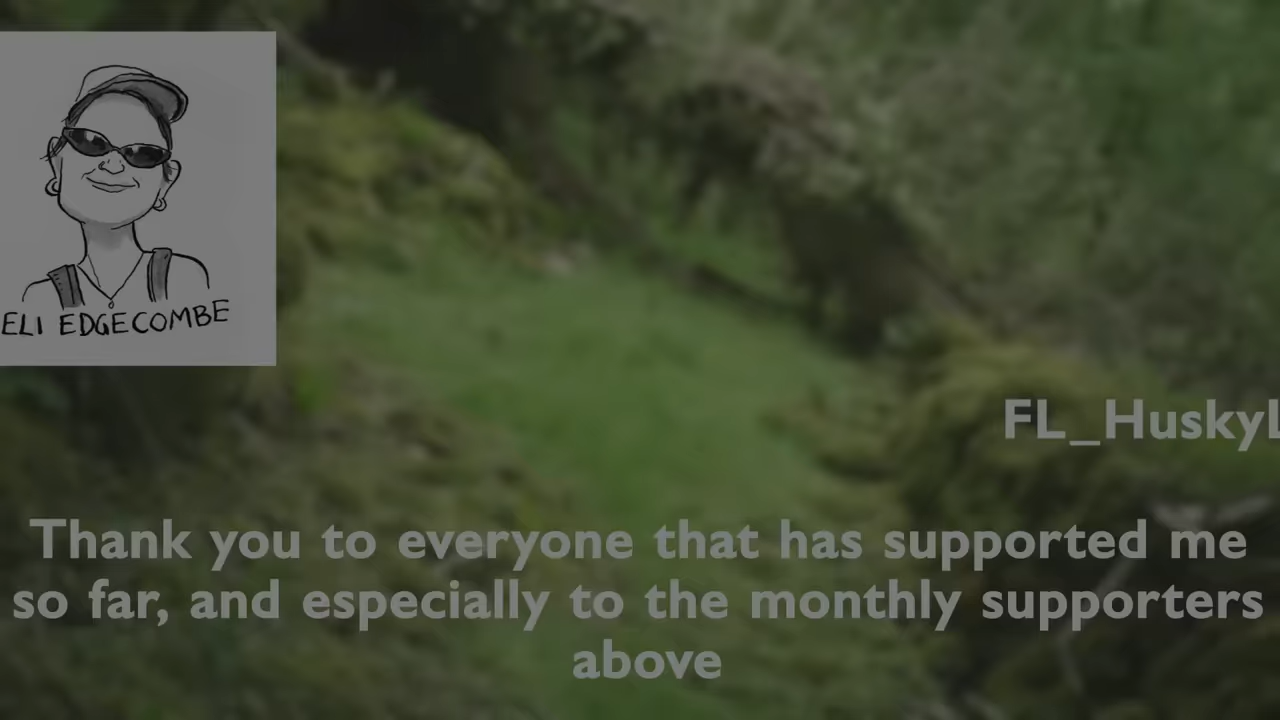 ELI EDGECOMBE
FL_HuskyL
Thank you to everyone that has supported me
so far, and especially to the monthly supporters
above